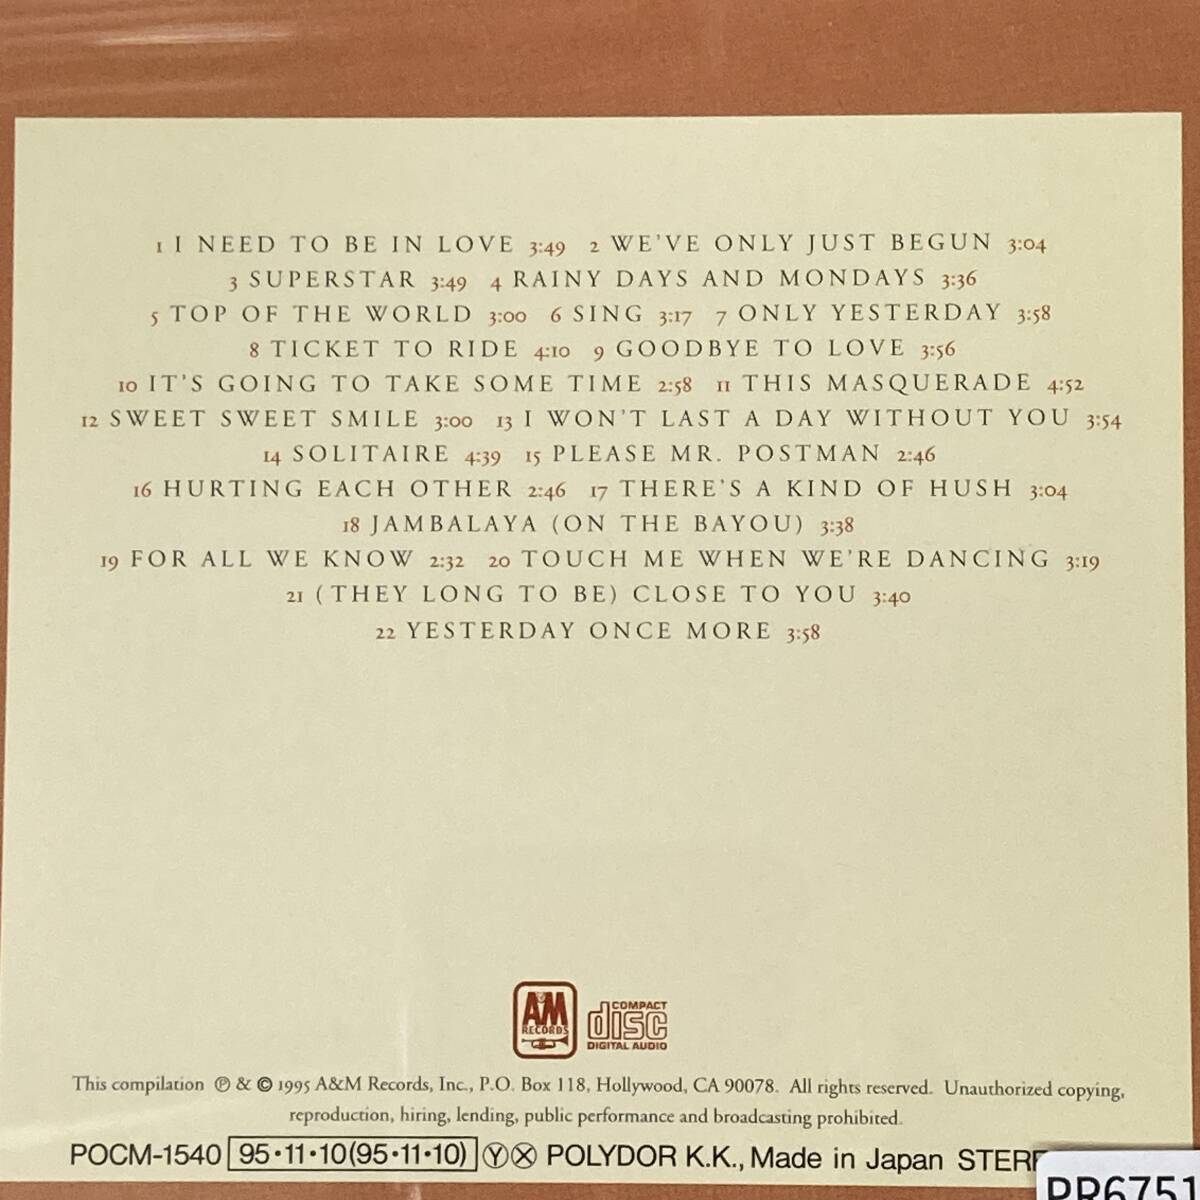 1 I NEED TO BE IN LOVE 3:49 2 WE'VE ONLY JUST BEGUN 3:04
3 SUPERSTAR 3:49 4 RAINY DAYS AND MONDAYS 3:36
5 TOP OF THE WORLD 3:00 6 SING 3:17 7 ONLY YESTERDAY 3:58
8 TICKET TO RIDE 4:10 9 GOODBYE TO LOVE 3:56
10 IT'S GOING TO TAKE SOME TIME 2:58 11 THIS MASQUERADE 4:52
12 SWEET SWEET SMILE 3:00 13 I WON'T LAST A DAY WITHOUT YOU 3:54
14 SOLITAIRE 4:39 15 PLEASE MR. POSTMAN 2:46
16 HURTING EACH OTHER 2:46 17 THERE'S A KIND OF HUSH 3:04
18 JAMBALAYA (ON THE BAYOU) 3:38
19 FOR ALL WE KNOW 2:32 20 TOUCH ME WHEN WE'RE DANCING 3:19
21 (THEY LONG TO BE) CLOSE TO YOU 3:40
22 YESTERDAY ONCE MORE 3:58
A&M
RECORDS
COMPACT
disc
DIGITAL AUDIO
This compilation ℗ & © 1995 A&M Records, Inc., P.O. Box 118, Hollywood, CA 90078. All rights reserved. Unauthorized copying,
reproduction, hiring, lending, public performance and broadcasting prohibited.
POCM-1540 95·11·10(95·11·10) Ⓨ Ⓧ POLYDOR K.K., Made in Japan STERE
PR6751